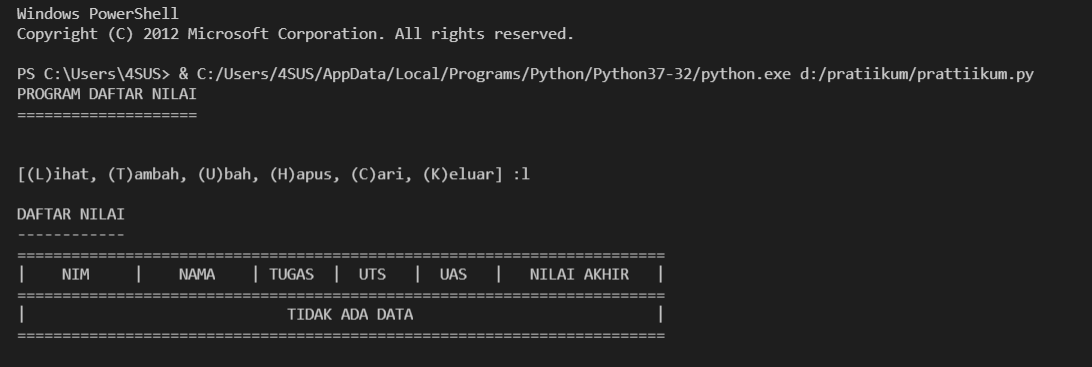 Windows PowerShell
Copyright (C) 2012 Microsoft Corporation. All rights reserved.
PS C:\Users\4SUS> & C:/Users/4SUS/AppData/Local/Programs/Python/Python37-32/python.exe d:/pratiikum/prattiikum.py
PROGRAM DAFTAR NILAI
====================
[(L)ihat, (T)ambah, (U)bah, (H)apus, (C)ari, (K)eluar] :l
DAFTAR NILAI
------------
========================================================================
|    NIM     |    NAMA    | TUGAS  |  UTS   |  UAS   |   NILAI AKHIR   |
========================================================================
|                             TIDAK ADA DATA                           |
========================================================================